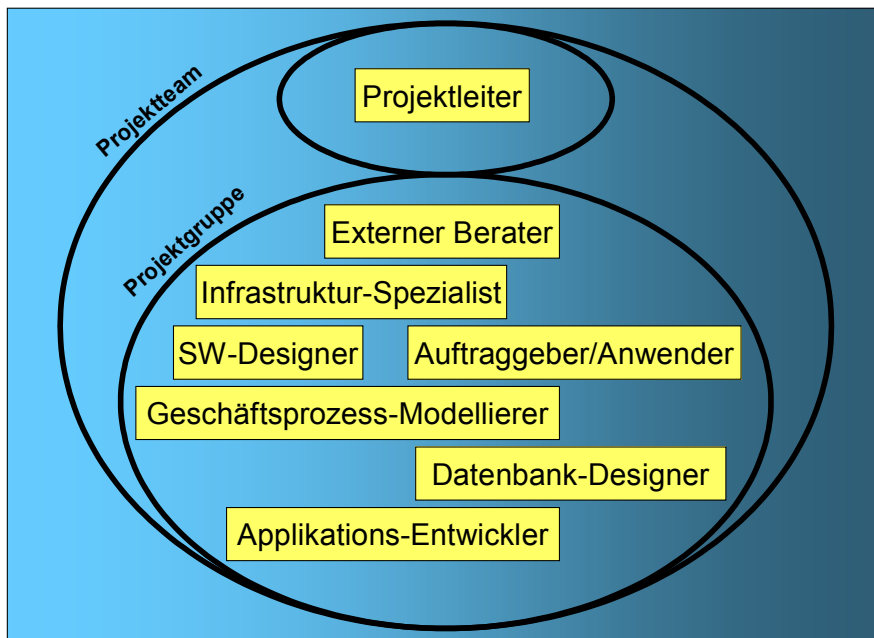 Projektteam
Projektleiter
Projektgruppe
Externer Berater
Infrastruktur-Spezialist
SW-Designer
Auftraggeber/Anwender
Geschäftsprozess-Modellierer
Datenbank-Designer
Applikations-Entwickler